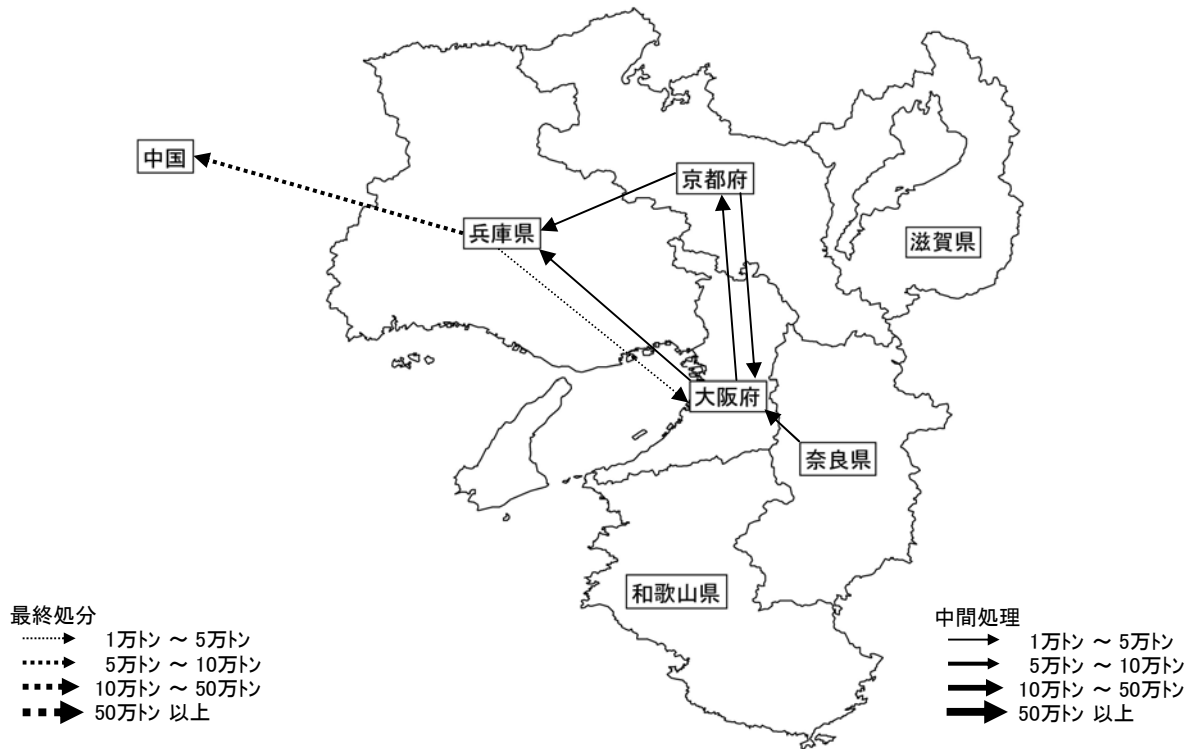 中国
京都府
兵庫県
滋賀県
大阪府
奈良県
和歌山県
最終処分
1万トン ～ 5万トン
5万トン ～ 10万トン
10万トン ～ 50万トン
50万トン 以上
中間処理
1万トン ～ 5万トン
5万トン ～ 10万トン
10万トン ～ 50万トン
50万トン 以上